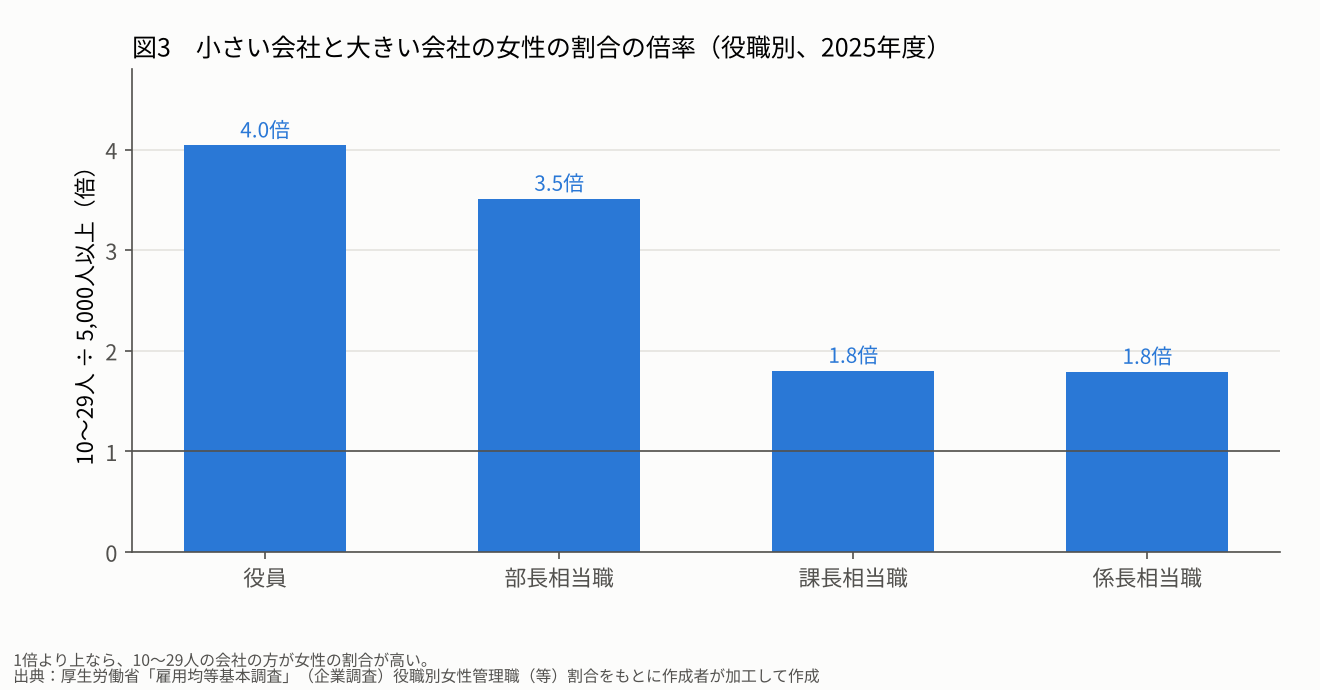 図3　小さい会社と大きい会社の女性の割合の倍率（役職別、2025年度）
10〜29人 ÷ 5,000人以上（倍）
4
3
2
1
0
4.0倍
3.5倍
1.8倍
1.8倍
役員
部長相当職
課長相当職
係長相当職
1倍より上なら、10〜29人の会社の方が女性の割合が高い。
出典：厚生労働省「雇用均等基本調査」（企業調査）役職別女性管理職（等）割合をもとに作成者が加工して作成